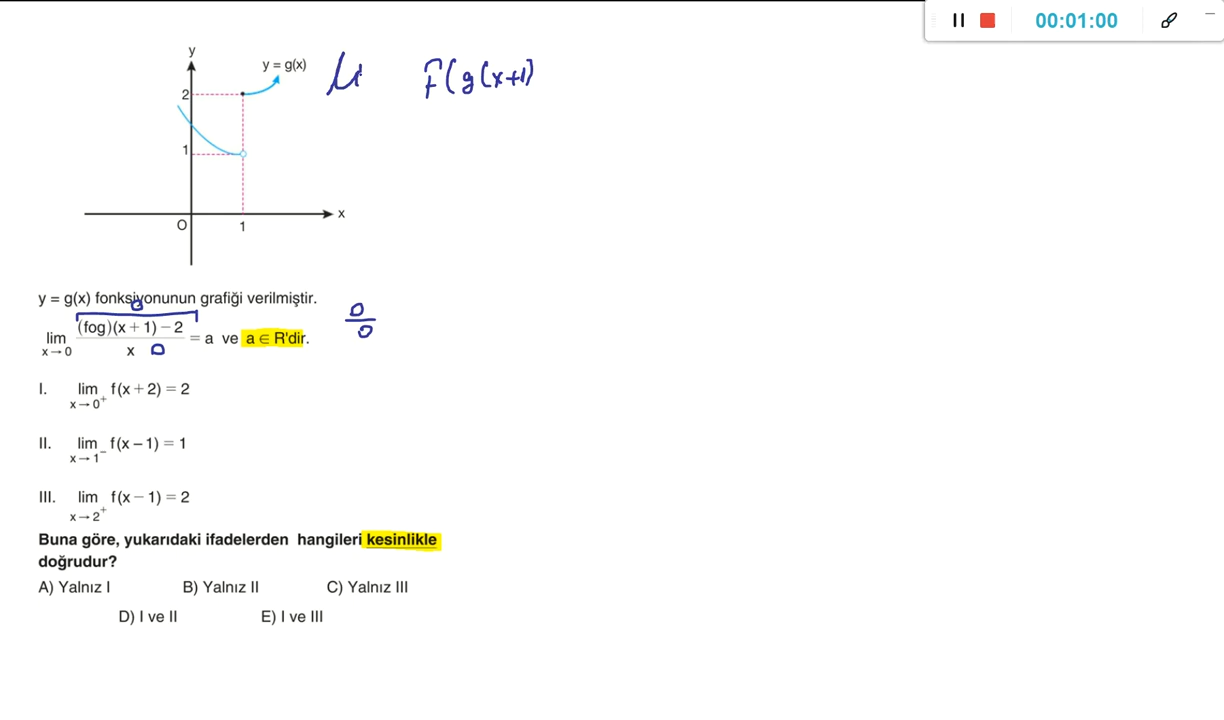 00:01:00
y
y = g(x)
F(g(x+1)
2
1
x
O
1
y = g(x) fonksiyonunun grafiği verilmiştir.
0
lim x→0 (fog)(x + 1) − 2 / x = a ve a ∈ R'dir.
0
0/0
I. lim x→0⁺ f(x + 2) = 2
II. lim x→1⁻ f(x − 1) = 1
III. lim x→2⁺ f(x − 1) = 2
Buna göre, yukarıdaki ifadelerden hangileri kesinlikle
doğrudur?
A) Yalnız I B) Yalnız II C) Yalnız III
D) I ve II E) I ve III